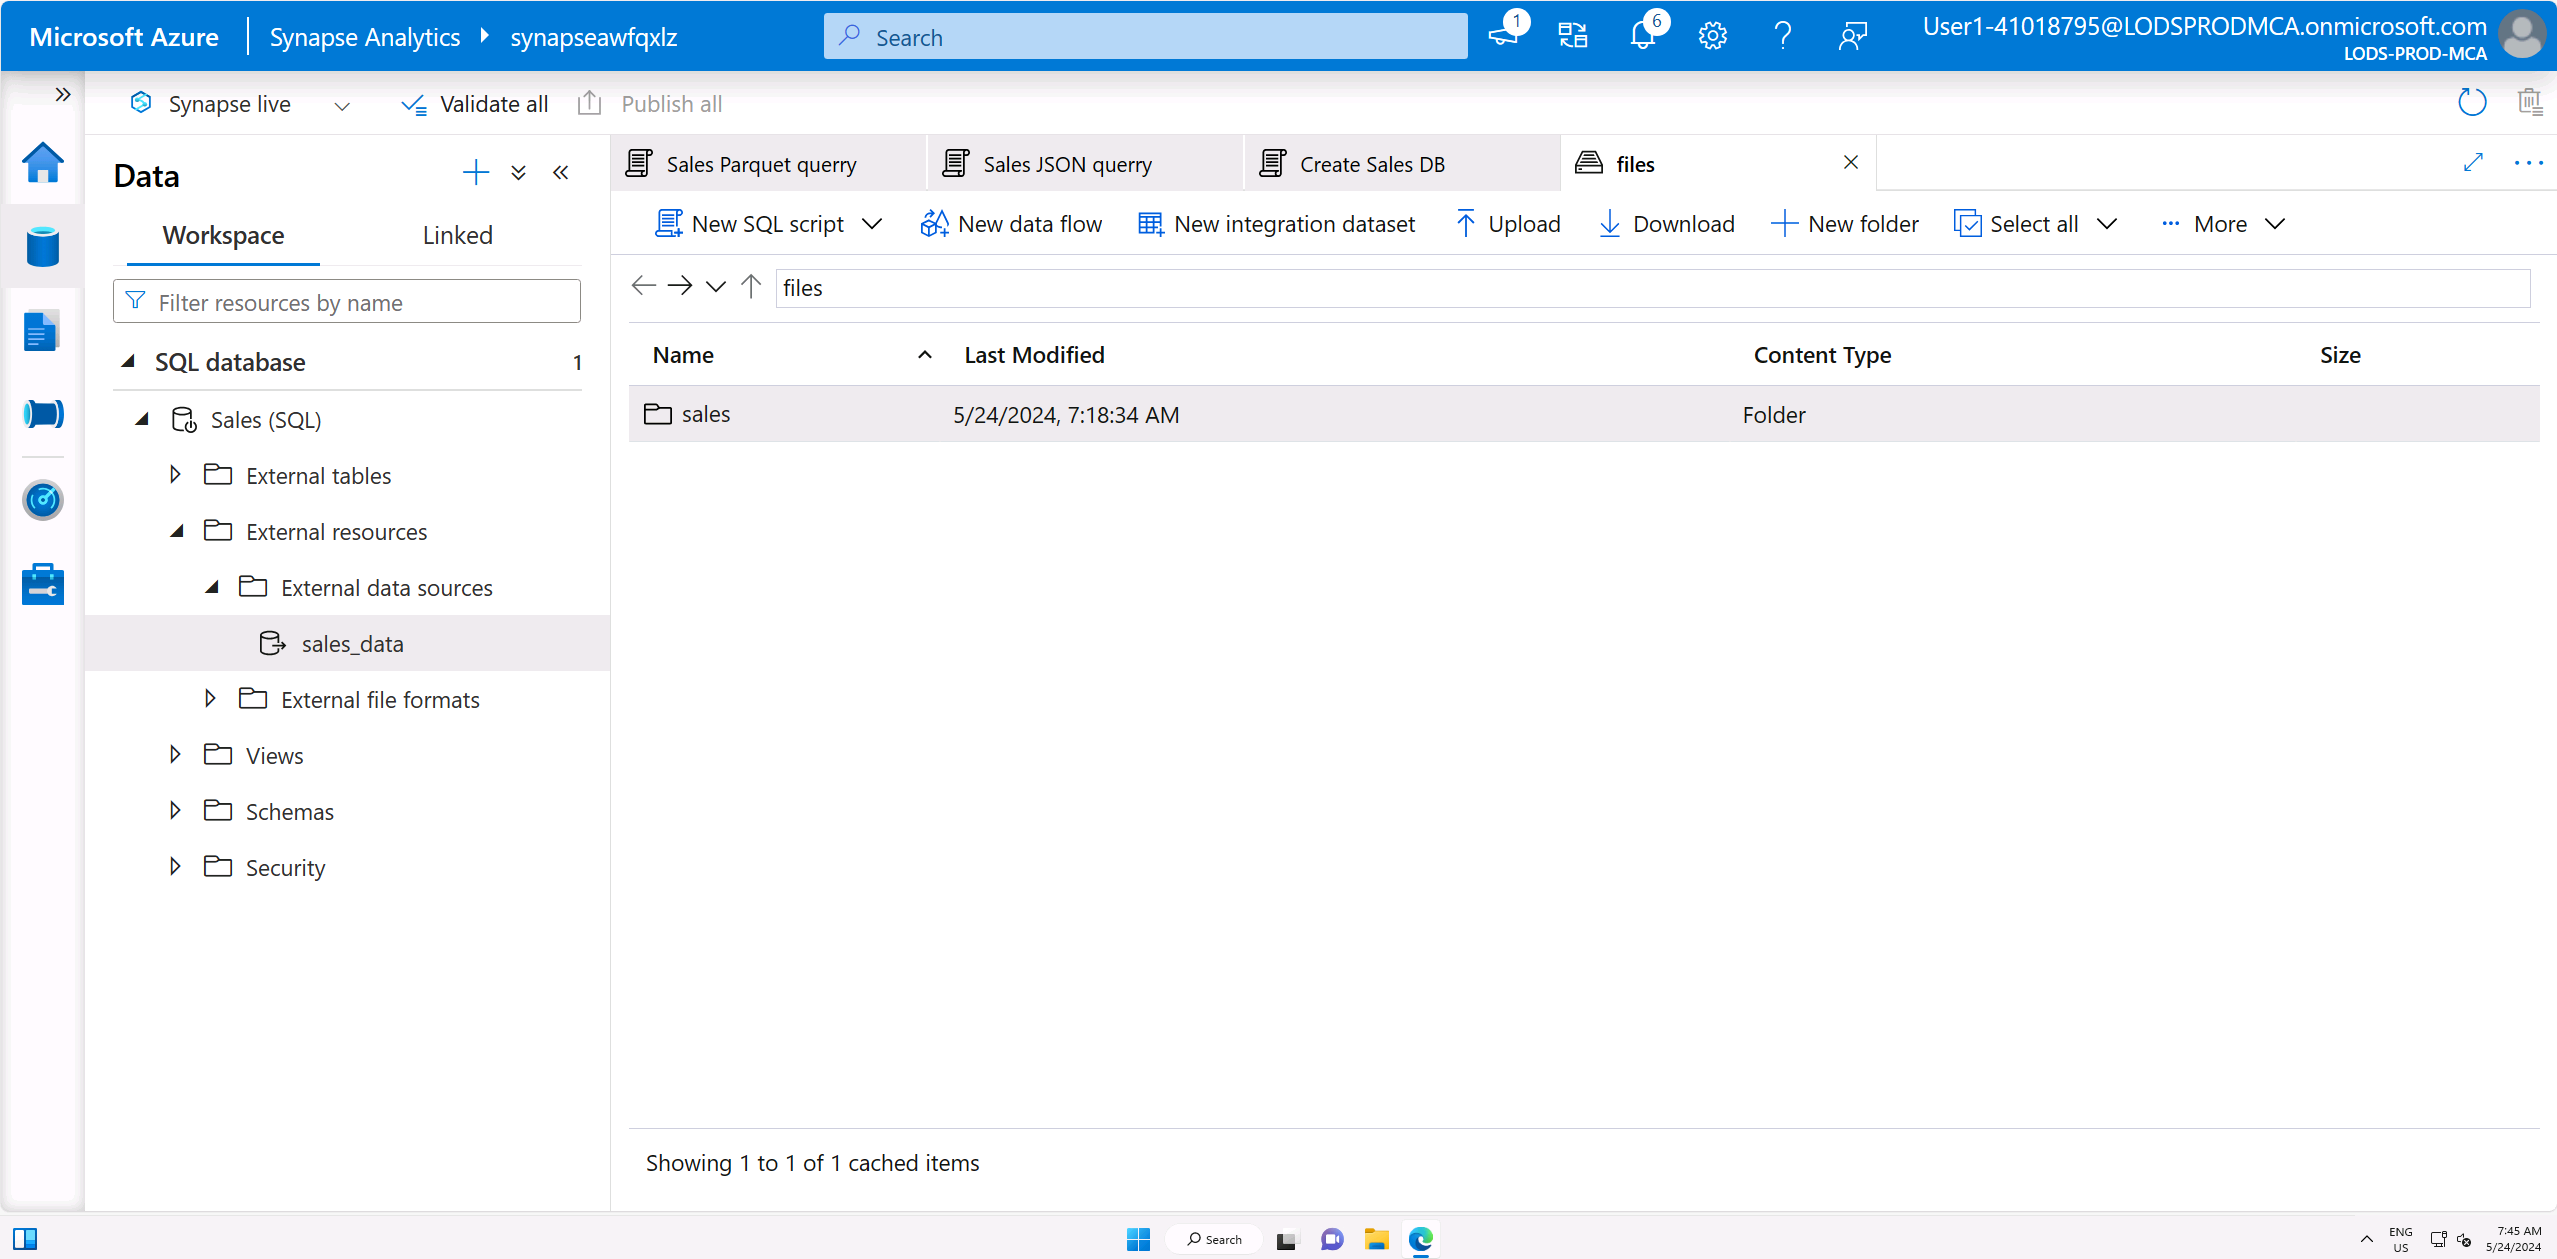 Microsoft Azure Synapse Analytics synapseawfqxlz
Search
1
6
User1-41018795@LODSPRODMCA.onmicrosoft.com
LODS-PROD-MCA
Synapse live
Validate all
Publish all
Data
Workspace
Linked
Filter resources by name
SQL database 1
Sales (SQL)
External tables
External resources
External data sources
sales_data
External file formats
Views
Schemas
Security
Sales Parquet querry
Sales JSON querry
Create Sales DB
files
New SQL script
New data flow
New integration dataset
Upload
Download
New folder
Select all
More
files
Name Last Modified Content Type Size
sales 5/24/2024, 7:18:34 AM Folder
Showing 1 to 1 of 1 cached items
Search
ENG
US
7:45 AM
5/24/2024